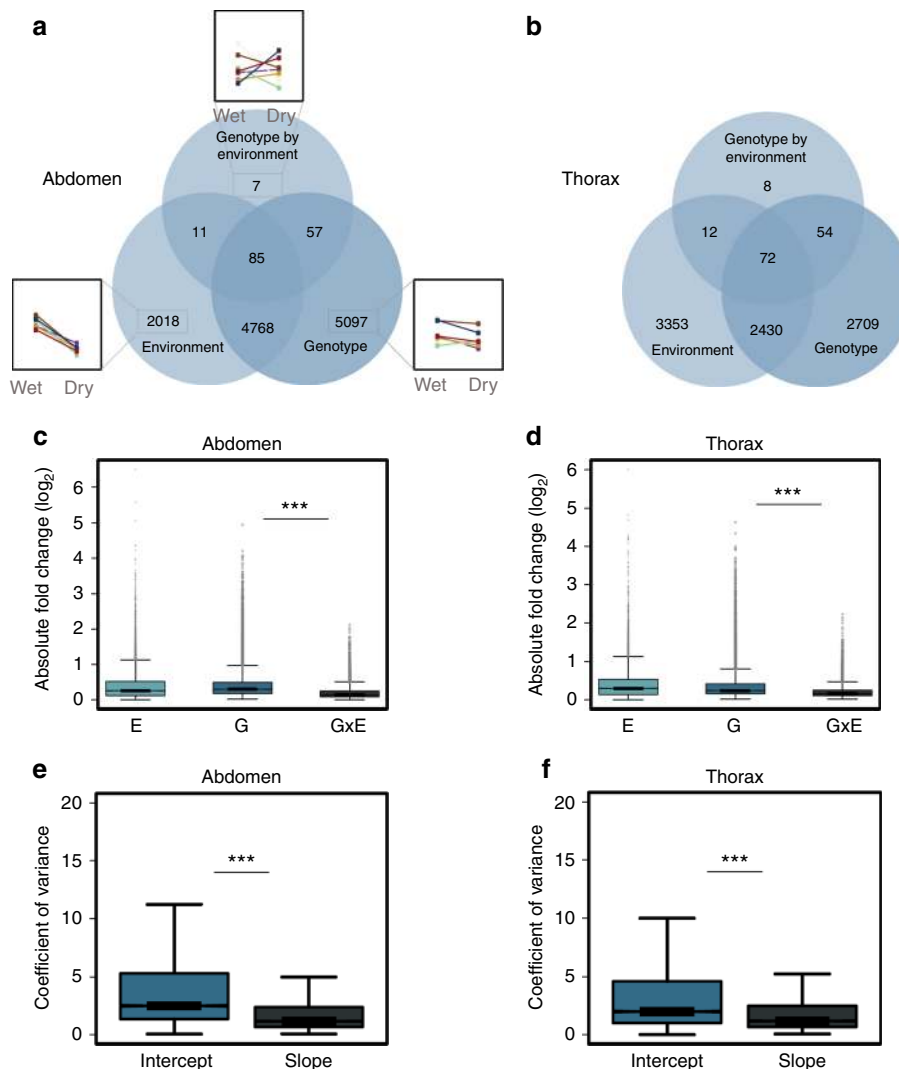 a
Abdomen
Wet Dry
Genotype by
environment
7
11
57
85
2018
4768
5097
Environment
Genotype
Wet Dry
Wet Dry
b
Thorax
Genotype by
environment
8
12
54
72
3353
2430
2709
Environment
Genotype
c
Abdomen
Absolute fold change (log2)
6
5
4
3
2
1
0
***
E G GxE
d
Thorax
Absolute fold change (log2)
6
5
4
3
2
1
0
***
E G GxE
e
Abdomen
Coefficient of variance
20
15
10
5
0
***
Intercept Slope
f
Thorax
Coefficient of variance
20
15
10
5
0
***
Intercept Slope